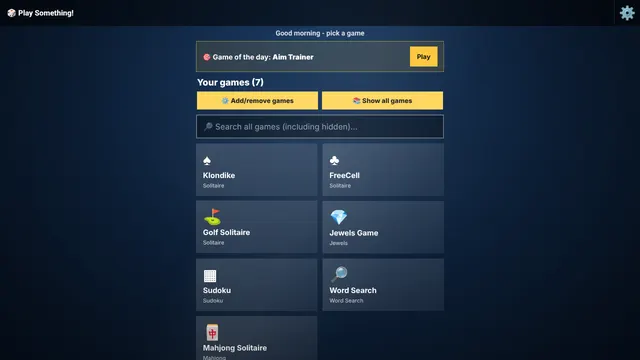 🎲 Play Something!
Good morning - pick a game
🎯 Game of the day: Aim Trainer
Play
Your games (7)
⚙️ Add/remove games
📚 Show all games
🔎 Search all games (including hidden)...
♠
Klondike
Solitaire
♣
FreeCell
Solitaire
⛳
Golf Solitaire
Solitaire
💎
Jewels Game
Jewels
▦
Sudoku
Sudoku
🔎
Word Search
Word Search
🀄
Mahjong Solitaire
Mahjong